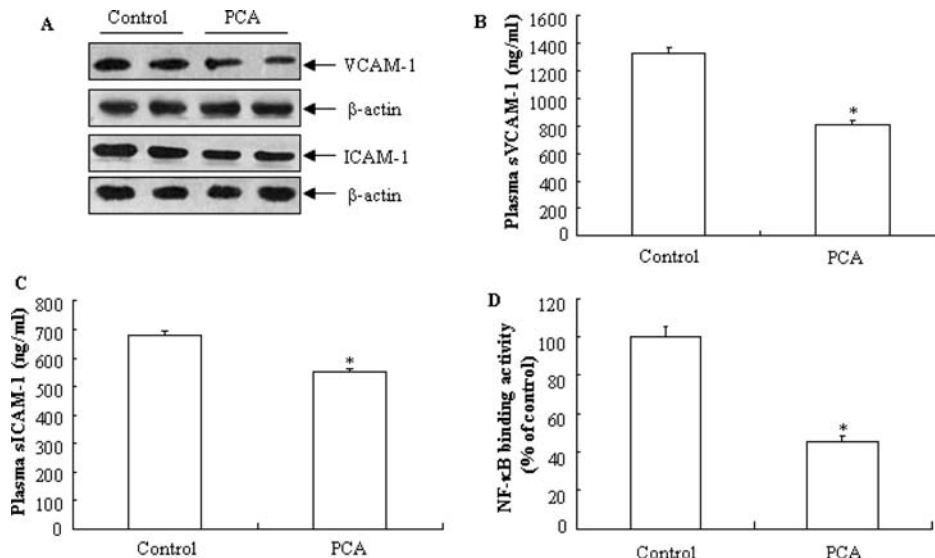 A
Control PCA
VCAM-1
β-actin
ICAM-1
β-actin
B
Plasma sVCAM-1 (ng/ml)
1600
1400
1200
1000
800
600
400
200
0
*
Control PCA
C
Plasma sICAM-1 (ng/ml)
800
700
600
500
400
300
200
100
0
*
Control PCA
D
NF-κB binding activity
(% of control)
120
100
80
60
40
20
0
*
Control PCA